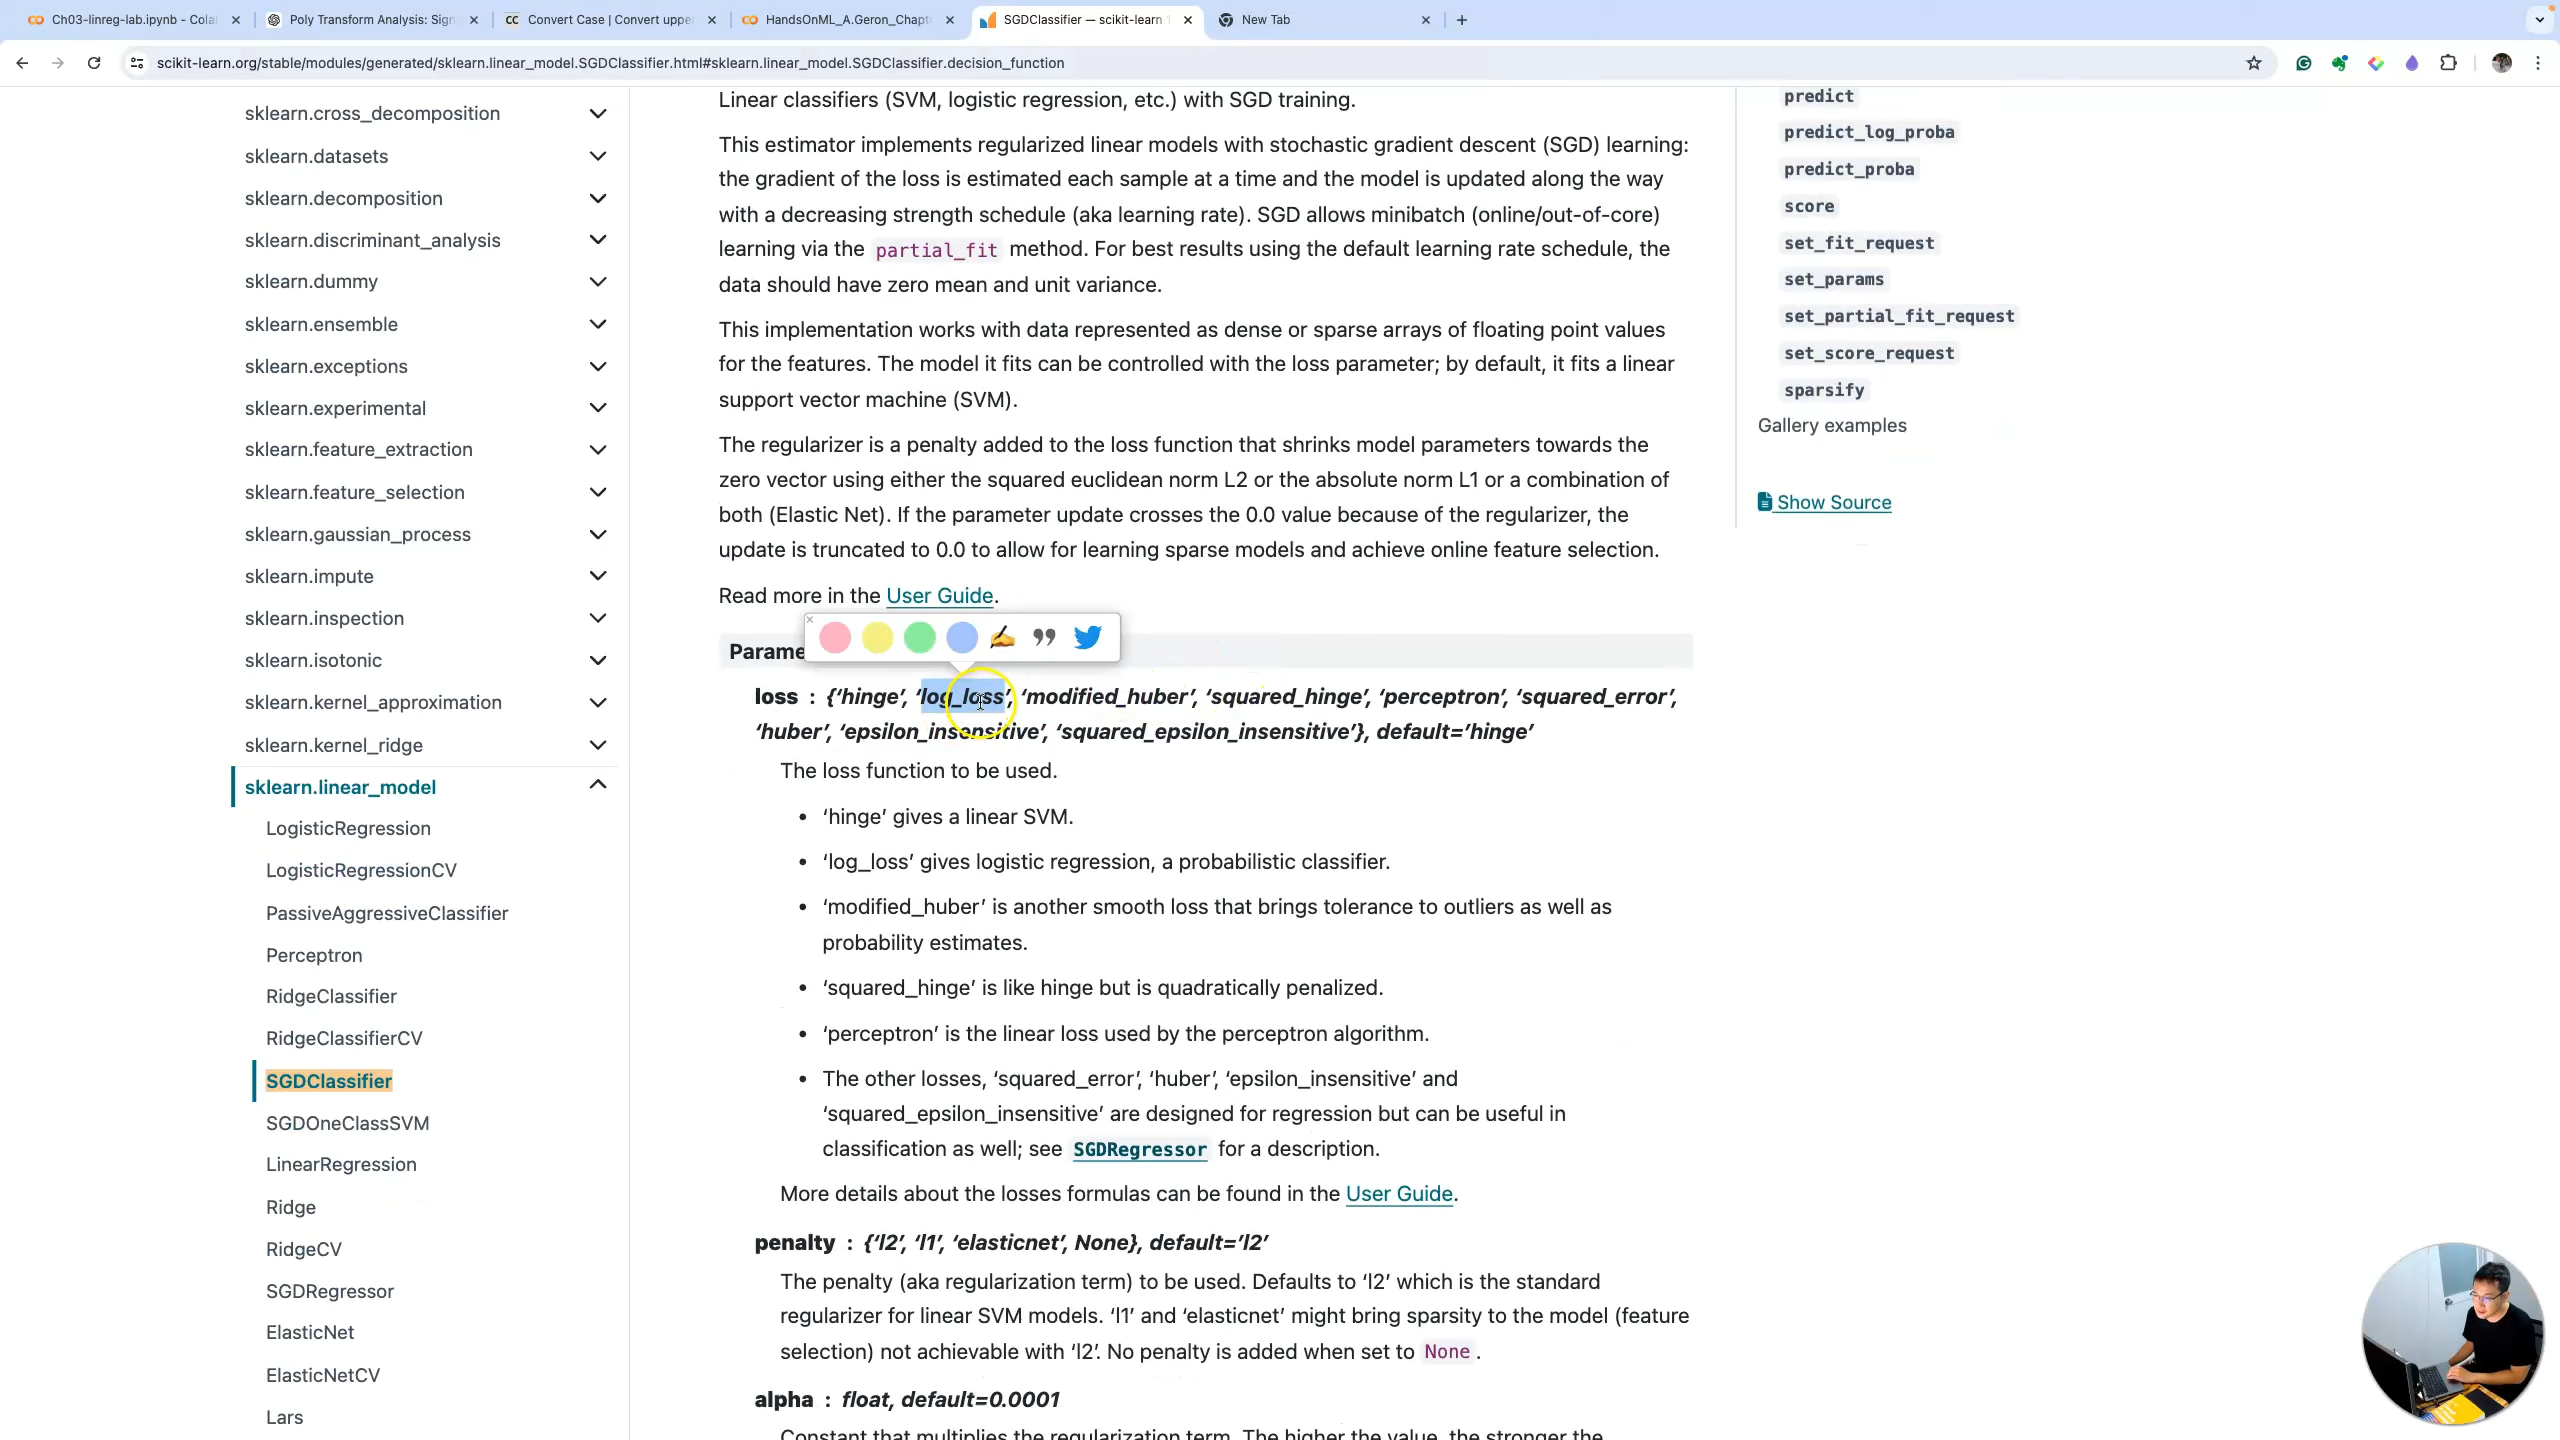 Ch03-linreg-lab.ipynb - Cola
Poly Transform Analysis: Sign
CC Convert Case | Convert uppe
HandsOnML_A.Geron_Chapt
SGDClassifier — scikit-learn 1
New Tab
scikit-learn.org/stable/modules/generated/sklearn.linear_model.SGDClassifier.html#sklearn.linear_model.SGDClassifier.decision_function
sklearn.cross_decomposition
sklearn.datasets
sklearn.decomposition
sklearn.discriminant_analysis
sklearn.dummy
sklearn.ensemble
sklearn.exceptions
sklearn.experimental
sklearn.feature_extraction
sklearn.feature_selection
sklearn.gaussian_process
sklearn.impute
sklearn.inspection
sklearn.isotonic
sklearn.kernel_approximation
sklearn.kernel_ridge
sklearn.linear_model
LogisticRegression
LogisticRegressionCV
PassiveAggressiveClassifier
Perceptron
RidgeClassifier
RidgeClassifierCV
SGDClassifier
SGDOneClassSVM
LinearRegression
Ridge
RidgeCV
SGDRegressor
ElasticNet
ElasticNetCV
Lars
Linear classifiers (SVM, logistic regression, etc.) with SGD training.
This estimator implements regularized linear models with stochastic gradient descent (SGD) learning:
the gradient of the loss is estimated each sample at a time and the model is updated along the way
with a decreasing strength schedule (aka learning rate). SGD allows minibatch (online/out-of-core)
learning via the partial_fit method. For best results using the default learning rate schedule, the
data should have zero mean and unit variance.
This implementation works with data represented as dense or sparse arrays of floating point values
for the features. The model it fits can be controlled with the loss parameter; by default, it fits a linear
support vector machine (SVM).
The regularizer is a penalty added to the loss function that shrinks model parameters towards the
zero vector using either the squared euclidean norm L2 or the absolute norm L1 or a combination of
both (Elastic Net). If the parameter update crosses the 0.0 value because of the regularizer, the
update is truncated to 0.0 to allow for learning sparse models and achieve online feature selection.
Read more in the User Guide.
Parame
loss : {‘hinge’, ‘log_loss’, ‘modified_huber’, ‘squared_hinge’, ‘perceptron’, ‘squared_error’,
‘huber’, ‘epsilon_insensitive’, ‘squared_epsilon_insensitive’}, default=’hinge’
The loss function to be used.
• ‘hinge’ gives a linear SVM.
• ‘log_loss’ gives logistic regression, a probabilistic classifier.
• ‘modified_huber’ is another smooth loss that brings tolerance to outliers as well as
probability estimates.
• ‘squared_hinge’ is like hinge but is quadratically penalized.
• ‘perceptron’ is the linear loss used by the perceptron algorithm.
• The other losses, ‘squared_error’, ‘huber’, ‘epsilon_insensitive’ and
‘squared_epsilon_insensitive’ are designed for regression but can be useful in
classification as well; see SGDRegressor for a description.
More details about the losses formulas can be found in the User Guide.
penalty : {‘l2’, ‘l1’, ‘elasticnet’, None}, default=’l2’
The penalty (aka regularization term) to be used. Defaults to ‘l2’ which is the standard
regularizer for linear SVM models. ‘l1’ and ‘elasticnet’ might bring sparsity to the model (feature
selection) not achievable with ‘l2’. No penalty is added when set to None.
alpha : float, default=0.0001
Constant that multiplies the regularization term. The higher the value, the stronger the
predict
predict_log_proba
predict_proba
score
set_fit_request
set_params
set_partial_fit_request
set_score_request
sparsify
Gallery examples
Show Source